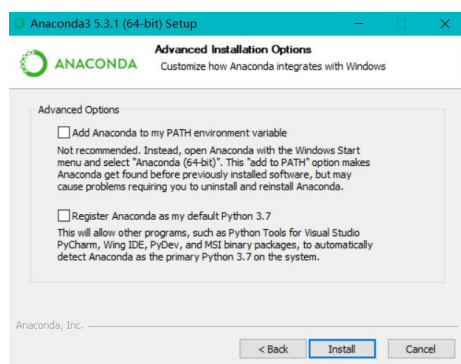 Anaconda3 5.3.1 (64-bit) Setup
ANACONDA
Advanced Installation Options
Customize how Anaconda integrates with Windows
Advanced Options
Add Anaconda to my PATH environment variable
Not recommended. Instead, open Anaconda with the Windows Start
menu and select "Anaconda (64-bit)". This "add to PATH" option makes
Anaconda get found before previously installed software, but may
cause problems requiring you to uninstall and reinstall Anaconda.
Register Anaconda as my default Python 3.7
This will allow other programs, such as Python Tools for Visual Studio
PyCharm, Wing IDE, PyDev, and MSI binary packages, to automatically
detect Anaconda as the primary Python 3.7 on the system.
Anaconda, Inc.
< Back Install Cancel